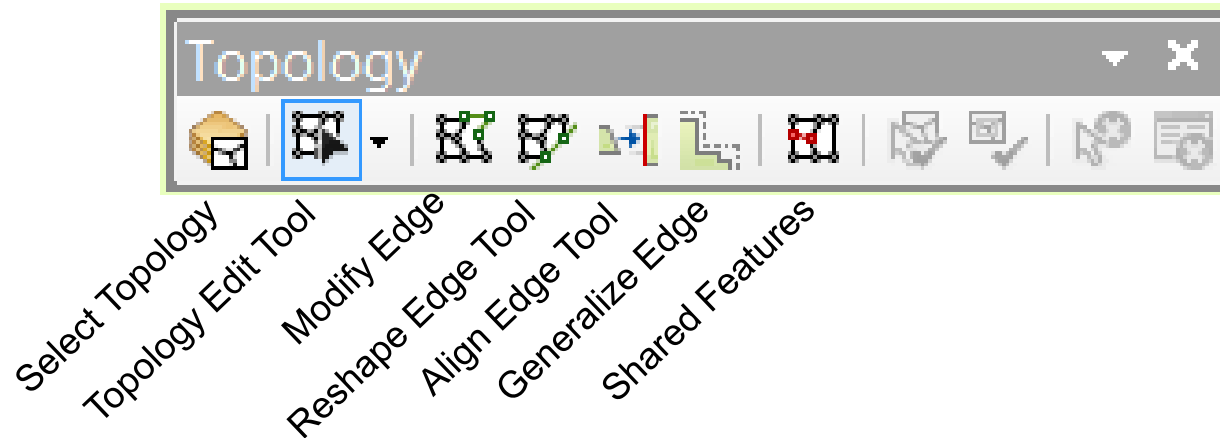 Topology
Select Topology
Topology Edit Tool
Modify Edge
Reshape Edge Tool
Align Edge Tool
Generalize Edge
Shared Features